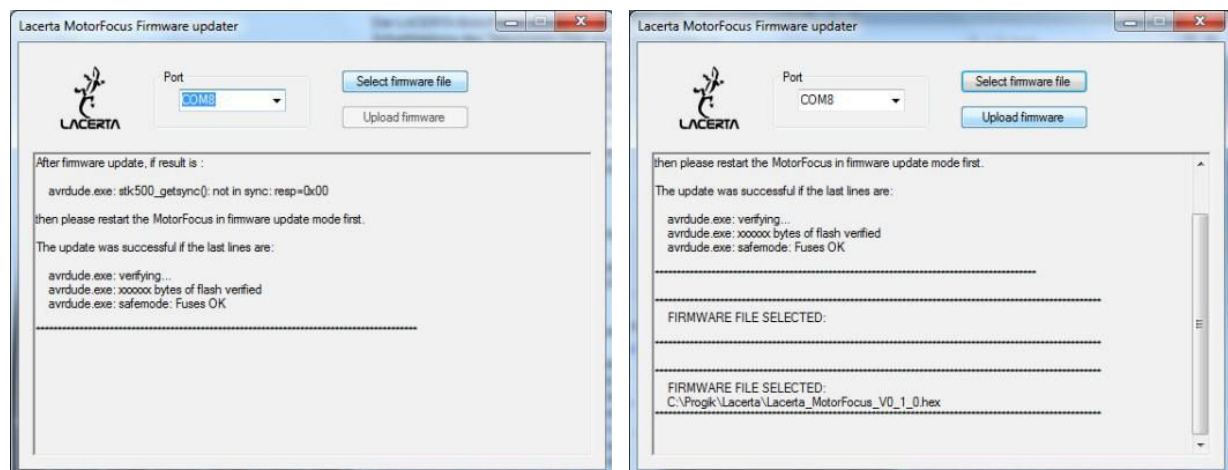 Lacerta MotorFocus Firmware updater
Port
COM8
Select firmware file
Upload firmware
LACERTA
After firmware update, if result is :
avrdude.exe: stk500_getsync(): not in sync: resp=0x00
then please restart the MotorFocus in firmware update mode first.
The update was successful if the last lines are:
avrdude.exe: verifying...
avrdude.exe: xxxxxx bytes of flash verified
avrdude.exe: safemode: Fuses OK
Lacerta MotorFocus Firmware updater
Port
COM8
Select firmware file
Upload firmware
LACERTA
then please restart the MotorFocus in firmware update mode first.
The update was successful if the last lines are:
avrdude.exe: verifying...
avrdude.exe: xxxxxx bytes of flash verified
avrdude.exe: safemode: Fuses OK
FIRMWARE FILE SELECTED:
FIRMWARE FILE SELECTED:
C:\Progik\Lacerta\Lacerta_MotorFocus_V0_1_0.hex